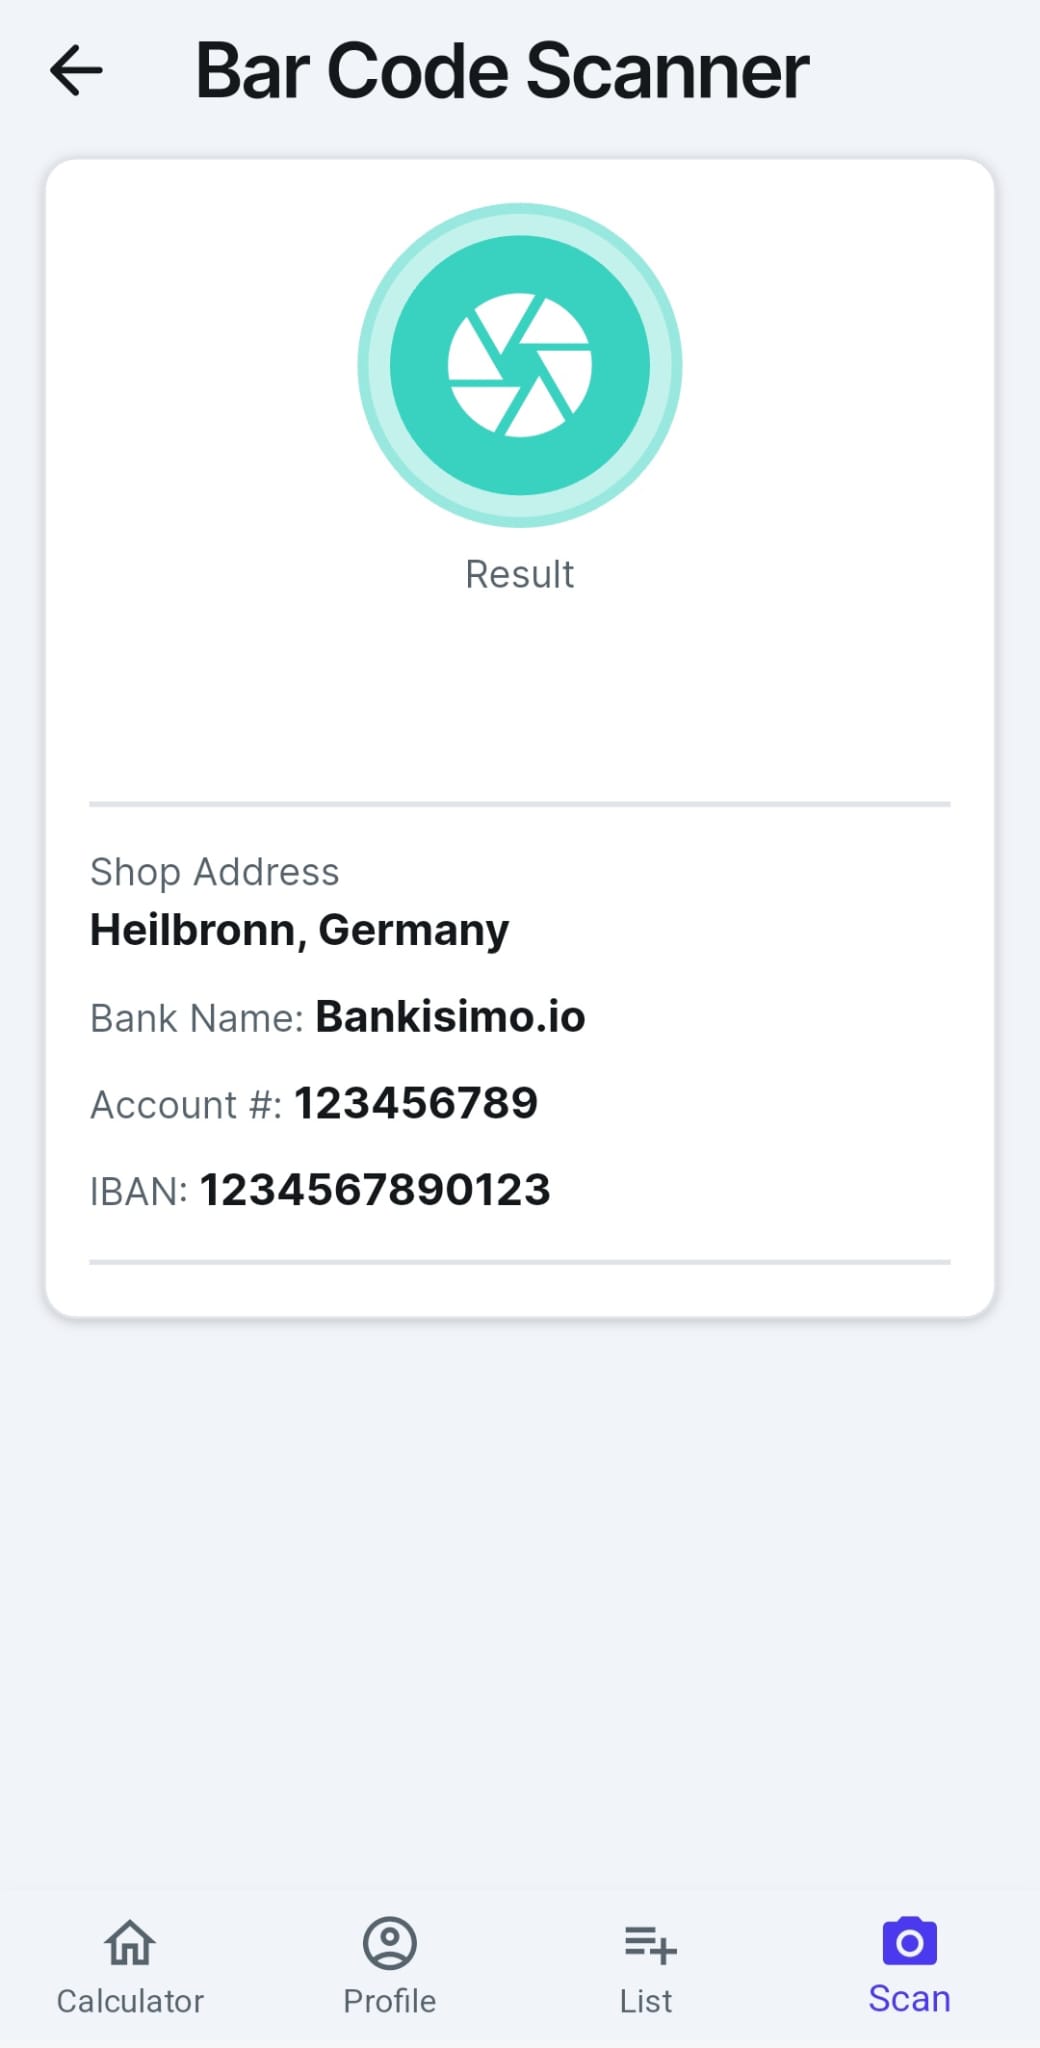 Bar Code Scanner
Result
Shop Address
Heilbronn, Germany
Bank Name: Bankisimo.io
Account #: 123456789
IBAN: 1234567890123
Calculator
Profile
List
Scan